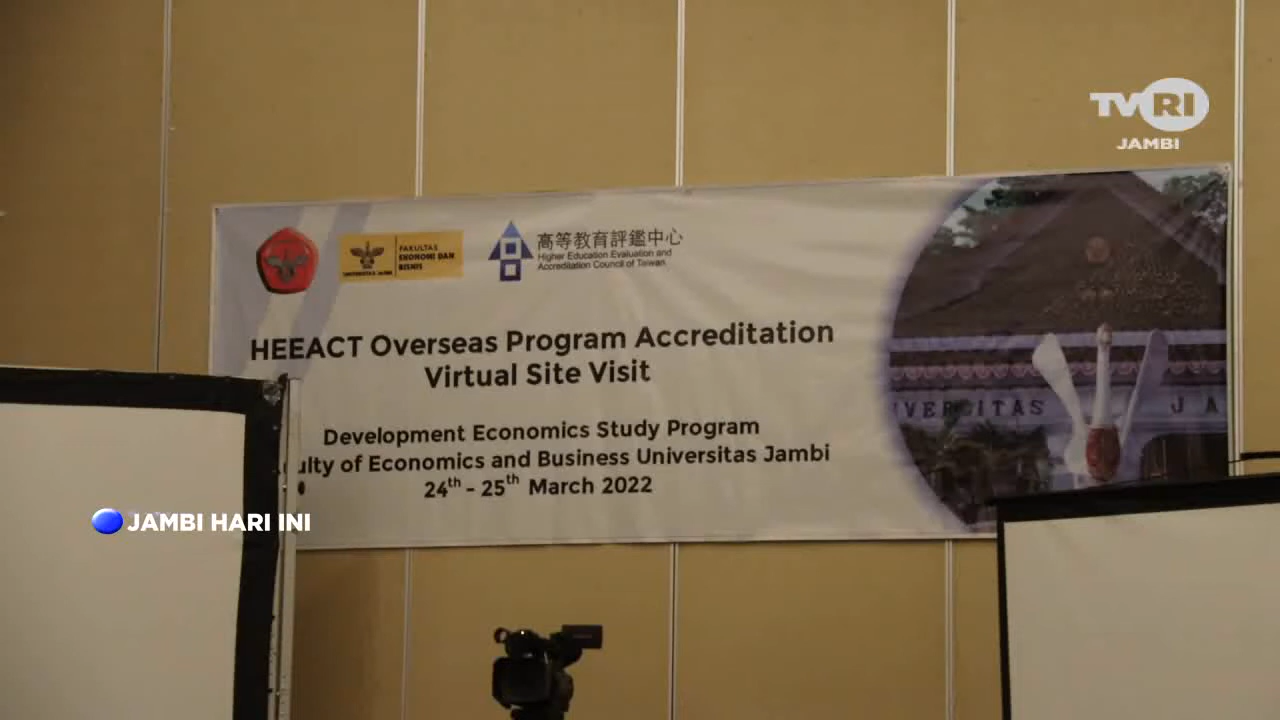 TVRI
JAMBI
UNIVERSITAS JAMBI
FAKULTAS
EKONOMI DAN
BISNIS
高等教育評鑑中心
Higher Education Evaluation and
Accreditation Council of Taiwan
HEEACT Overseas Program Accreditation
Virtual Site Visit
Development Economics Study Program
ulty of Economics and Business Universitas Jambi
24th - 25th March 2022
VERSITAS JA
JAMBI HARI INI